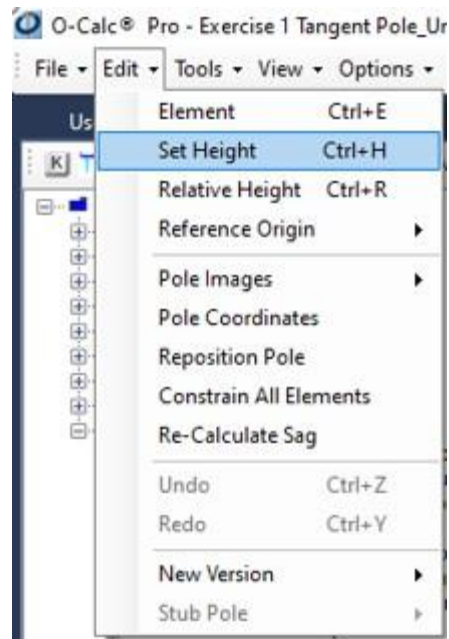 O-Calc® Pro - Exercise 1 Tangent Pole_Ur
File Edit Tools View Options
Us
Element Ctrl+E
K
Set Height Ctrl+H
Relative Height Ctrl+R
Reference Origin
Pole Images
Pole Coordinates
Reposition Pole
Constrain All Elements
Re-Calculate Sag
Undo Ctrl+Z
Redo Ctrl+Y
New Version
Stub Pole